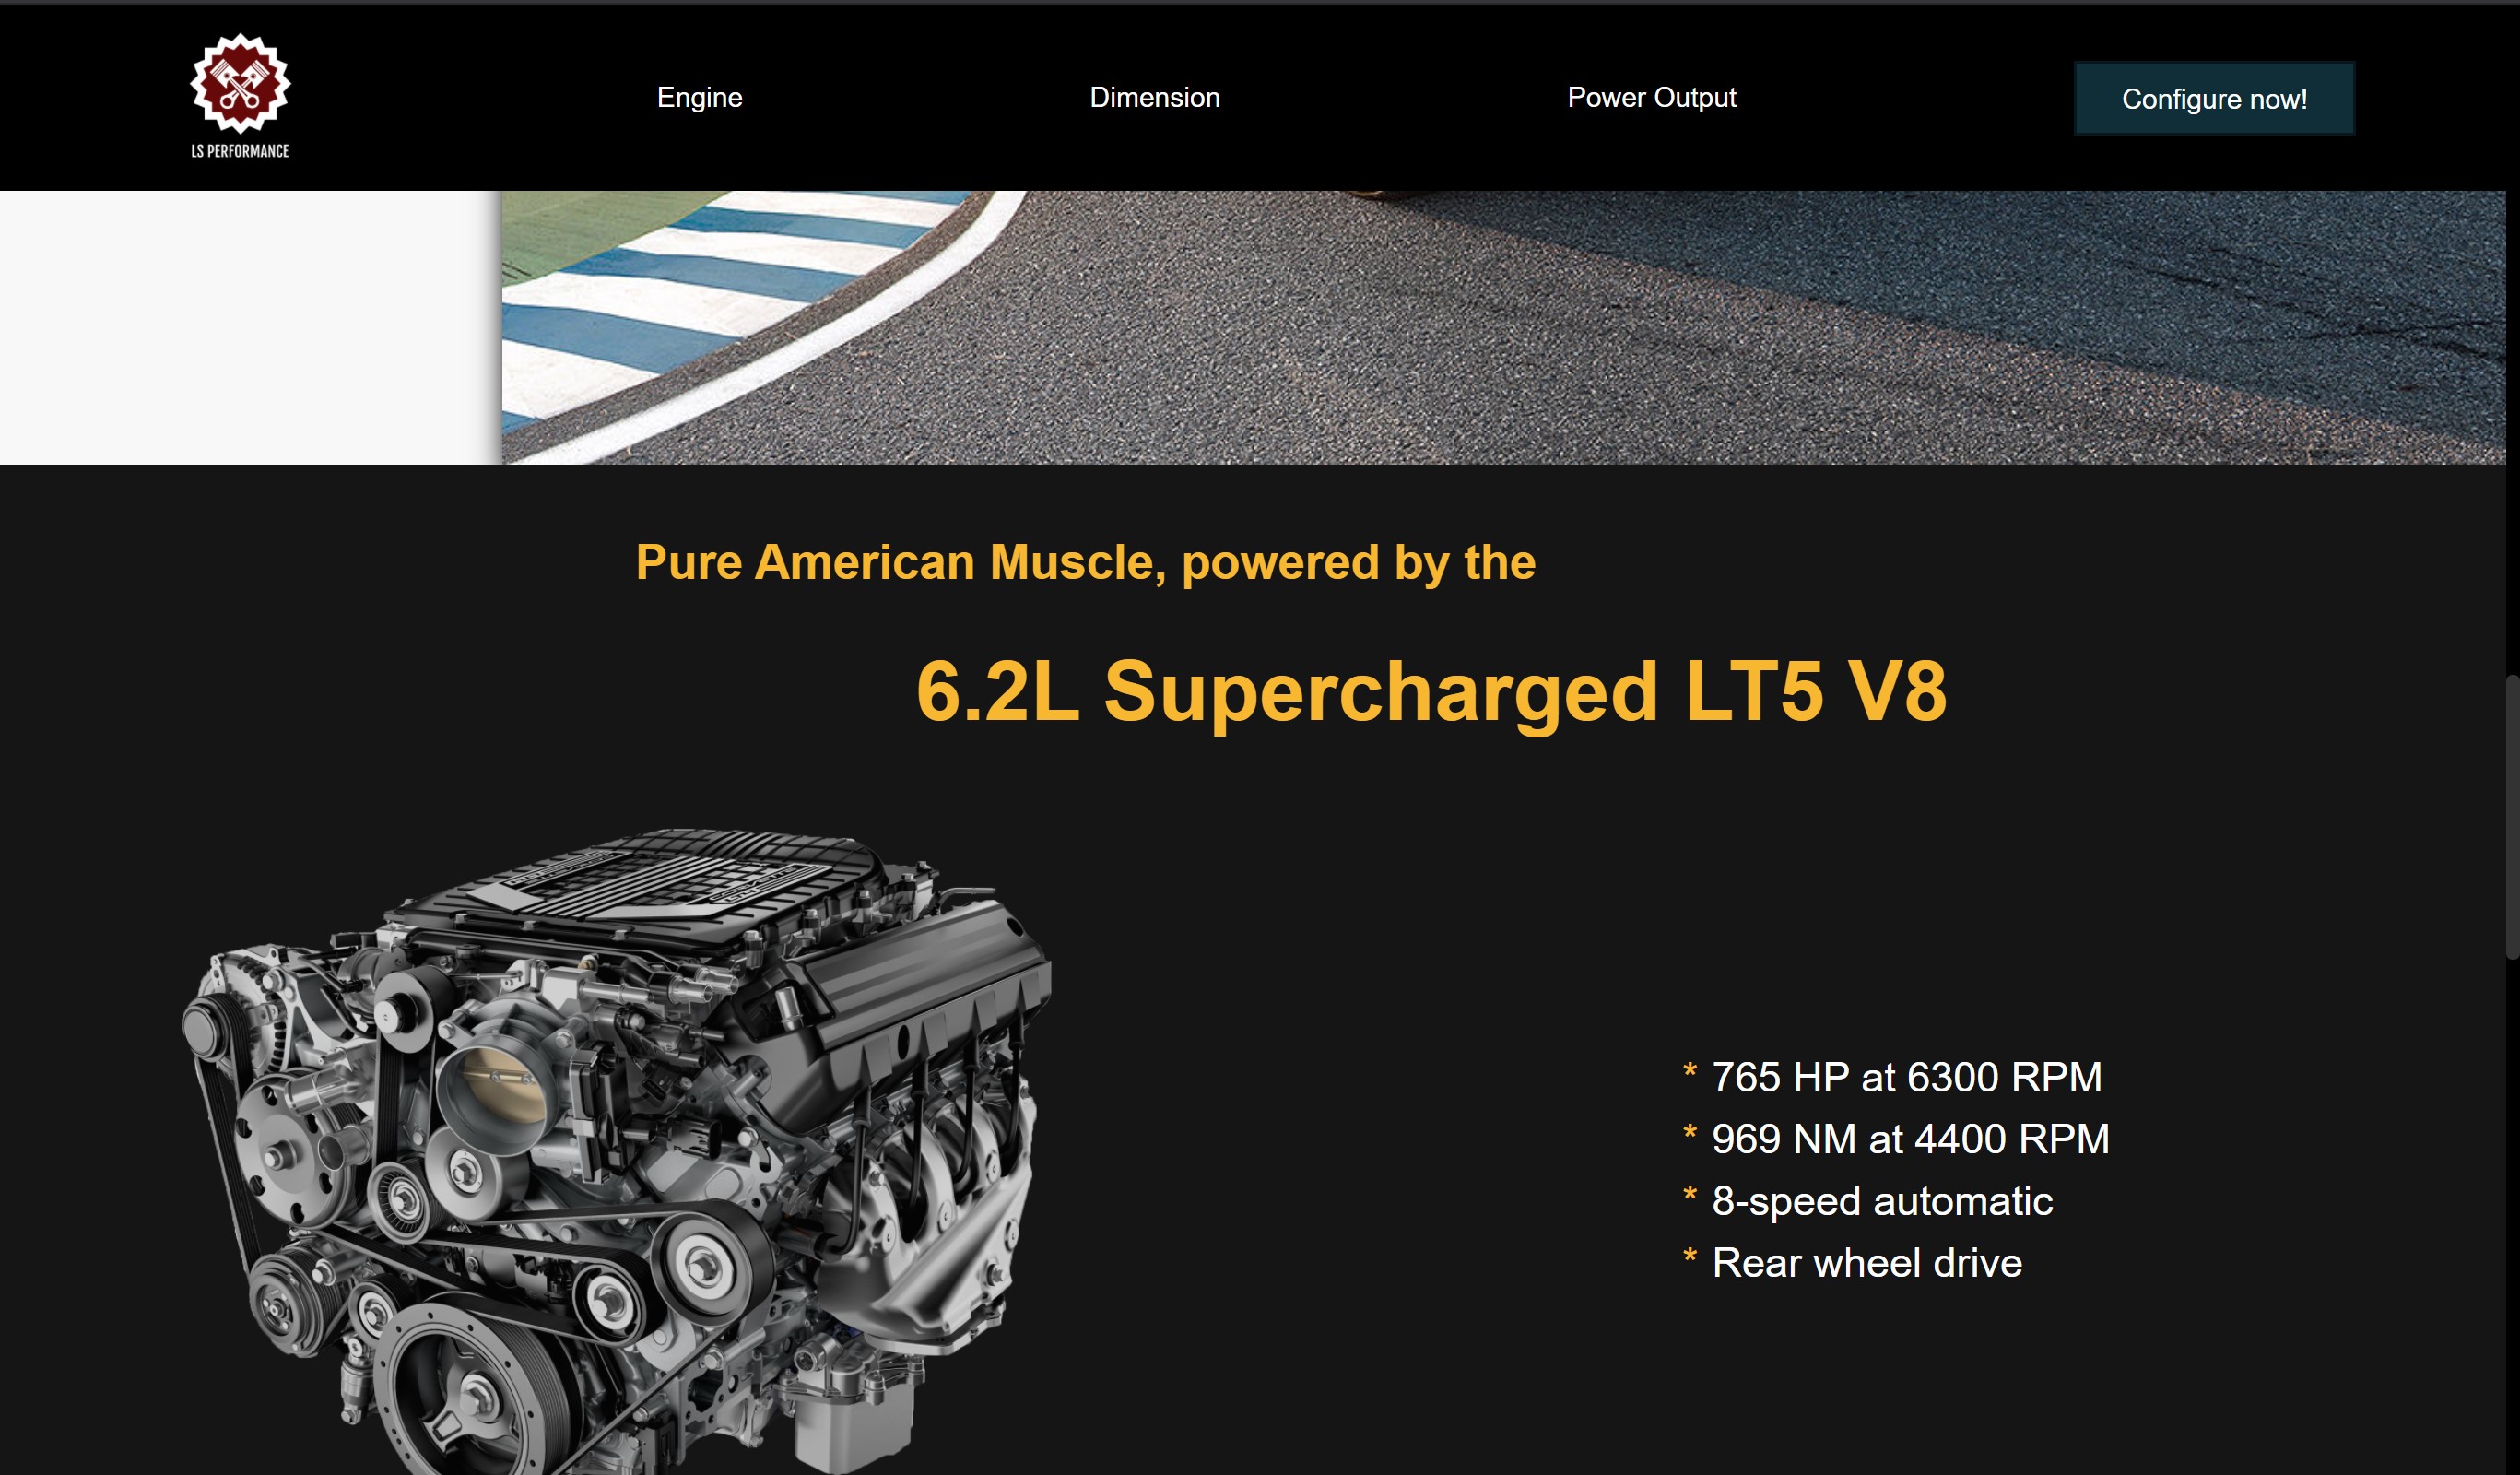 LS PERFORMANCE
Engine
Dimension
Power Output
Configure now!
Pure American Muscle, powered by the
6.2L Supercharged LT5 V8
* 765 HP at 6300 RPM
* 969 NM at 4400 RPM
* 8-speed automatic
* Rear wheel drive